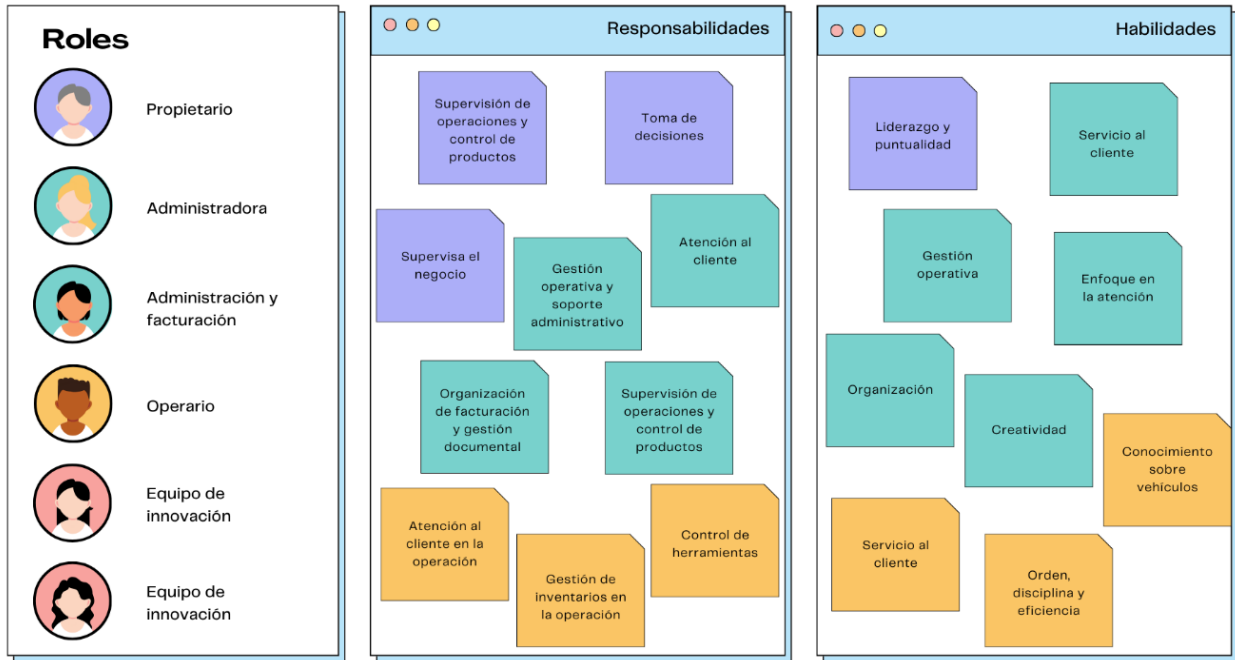 Roles
Propietario
Administradora
Administración y
facturación
Operario
Equipo de
innovación
Equipo de
innovación
Responsabilidades
Supervisión de
operaciones y
control de
productos
Toma de
decisiones
Supervisa el
negocio
Gestión
operativa y
soporte
administrativo
Atención al
cliente
Organización
de facturación
y gestión
documental
Supervisión de
operaciones y
control de
productos
Atención al
cliente en la
operación
Gestión de
inventarios en
la operación
Control de
herramientas
Habilidades
Liderazgo y
puntualidad
Servicio al
cliente
Gestión
operativa
Enfoque en
la atención
Organización
Creatividad
Conocimiento
sobre
vehículos
Servicio al
cliente
Orden,
disciplina y
eficiencia